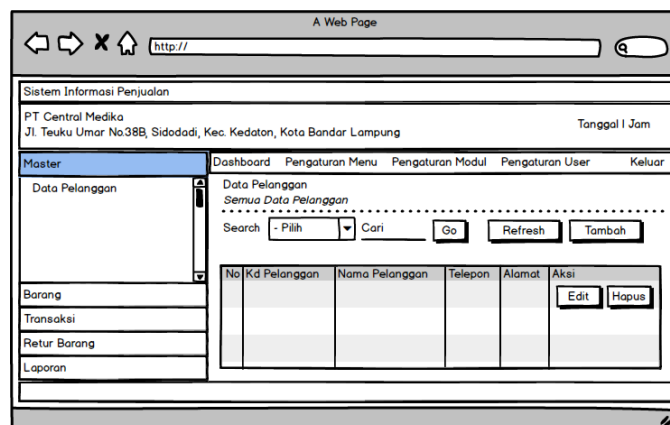 A Web Page
http://
Sistem Informasi Penjualan
PT Central Medika
Jl. Teuku Umar No.38B, Sidodadi, Kec. Kedaton, Kota Bandar Lampung
Tanggal I Jam
Master
Dashboard Pengaturan Menu Pengaturan Modul Pengaturan User Keluar
Data Pelanggan
Data Pelanggan
Semua Data Pelanggan
Search - Pilih Cari Go Refresh Tambah
No Kd Pelanggan Nama Pelanggan Telepon Alamat Aksi
Edit Hapus
Barang
Transaksi
Retur Barang
Laporan